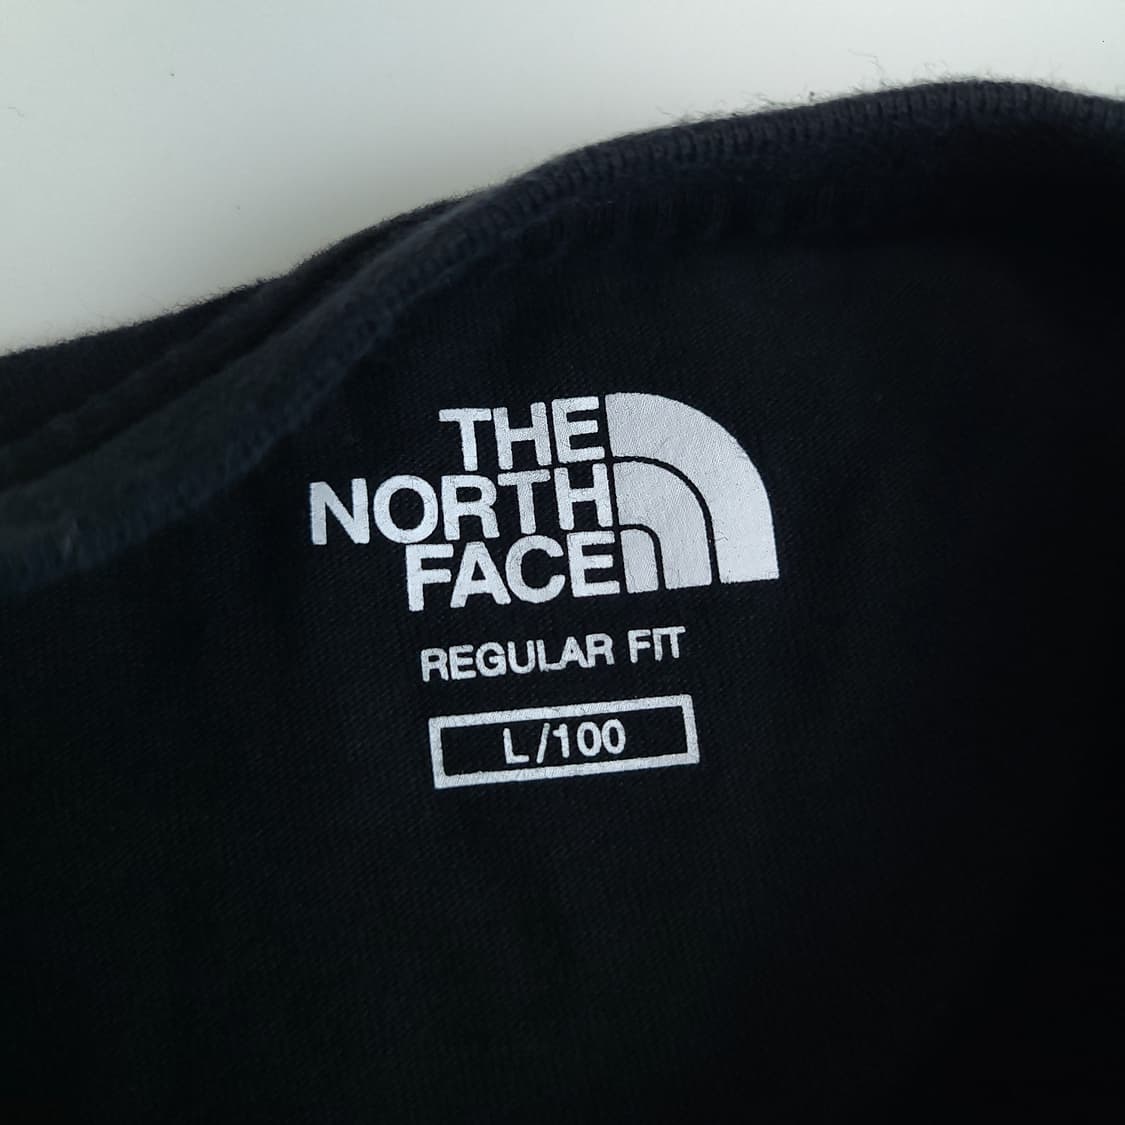 THE
NORTH
FACE
REGULAR FIT
L/100